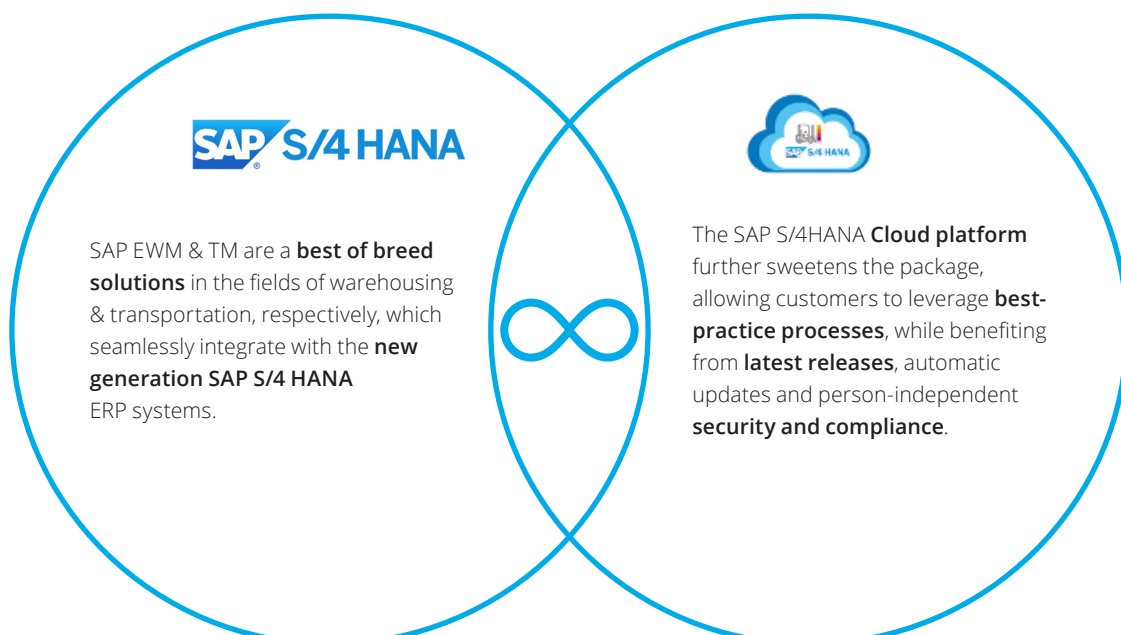 SAP S/4 HANA
SAP EWM & TM are a best of breed
solutions in the fields of warehousing
& transportation, respectively, which
seamlessly integrate with the new
generation SAP S/4 HANA
ERP systems.
SAP S/4 HANA
The SAP S/4HANA Cloud platform
further sweetens the package,
allowing customers to leverage best-
practice processes, while benefiting
from latest releases, automatic
updates and person-independent
security and compliance.